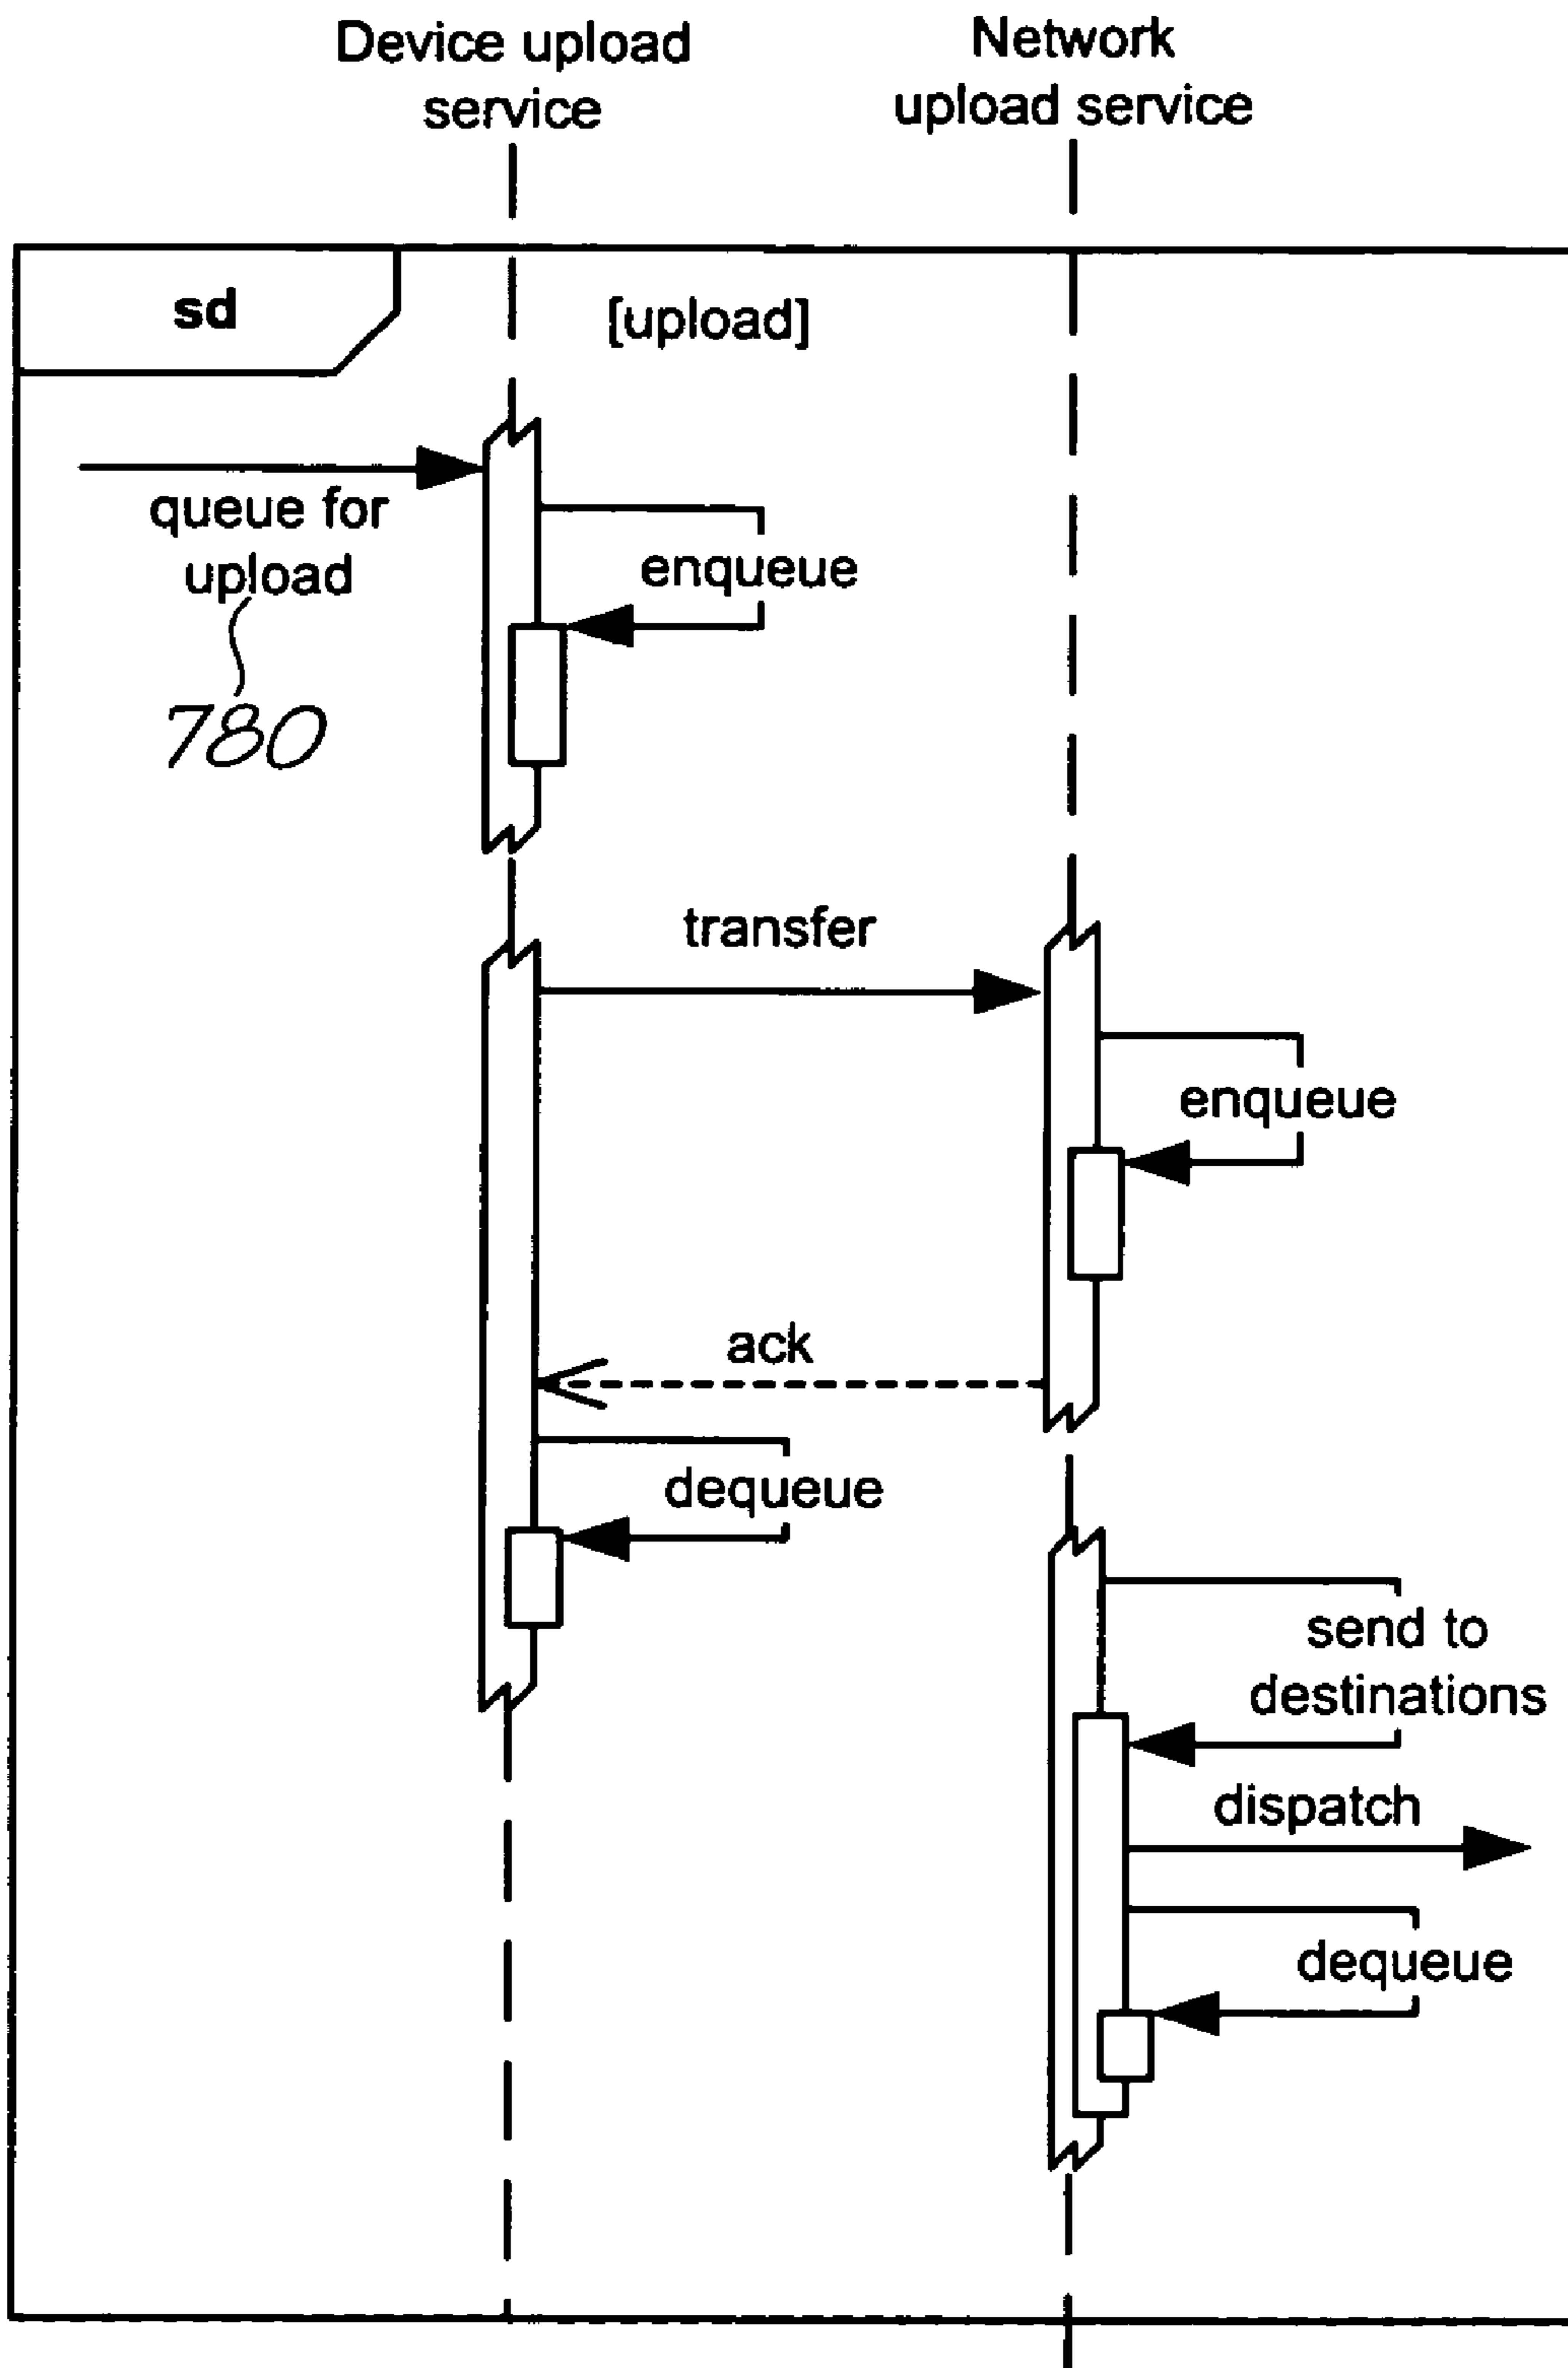 Device upload
service
Network
upload service
sd
[upload]
queue for
upload
780
enqueue
transfer
enqueue
ack
dequeue
send to
destinations
dispatch
dequeue